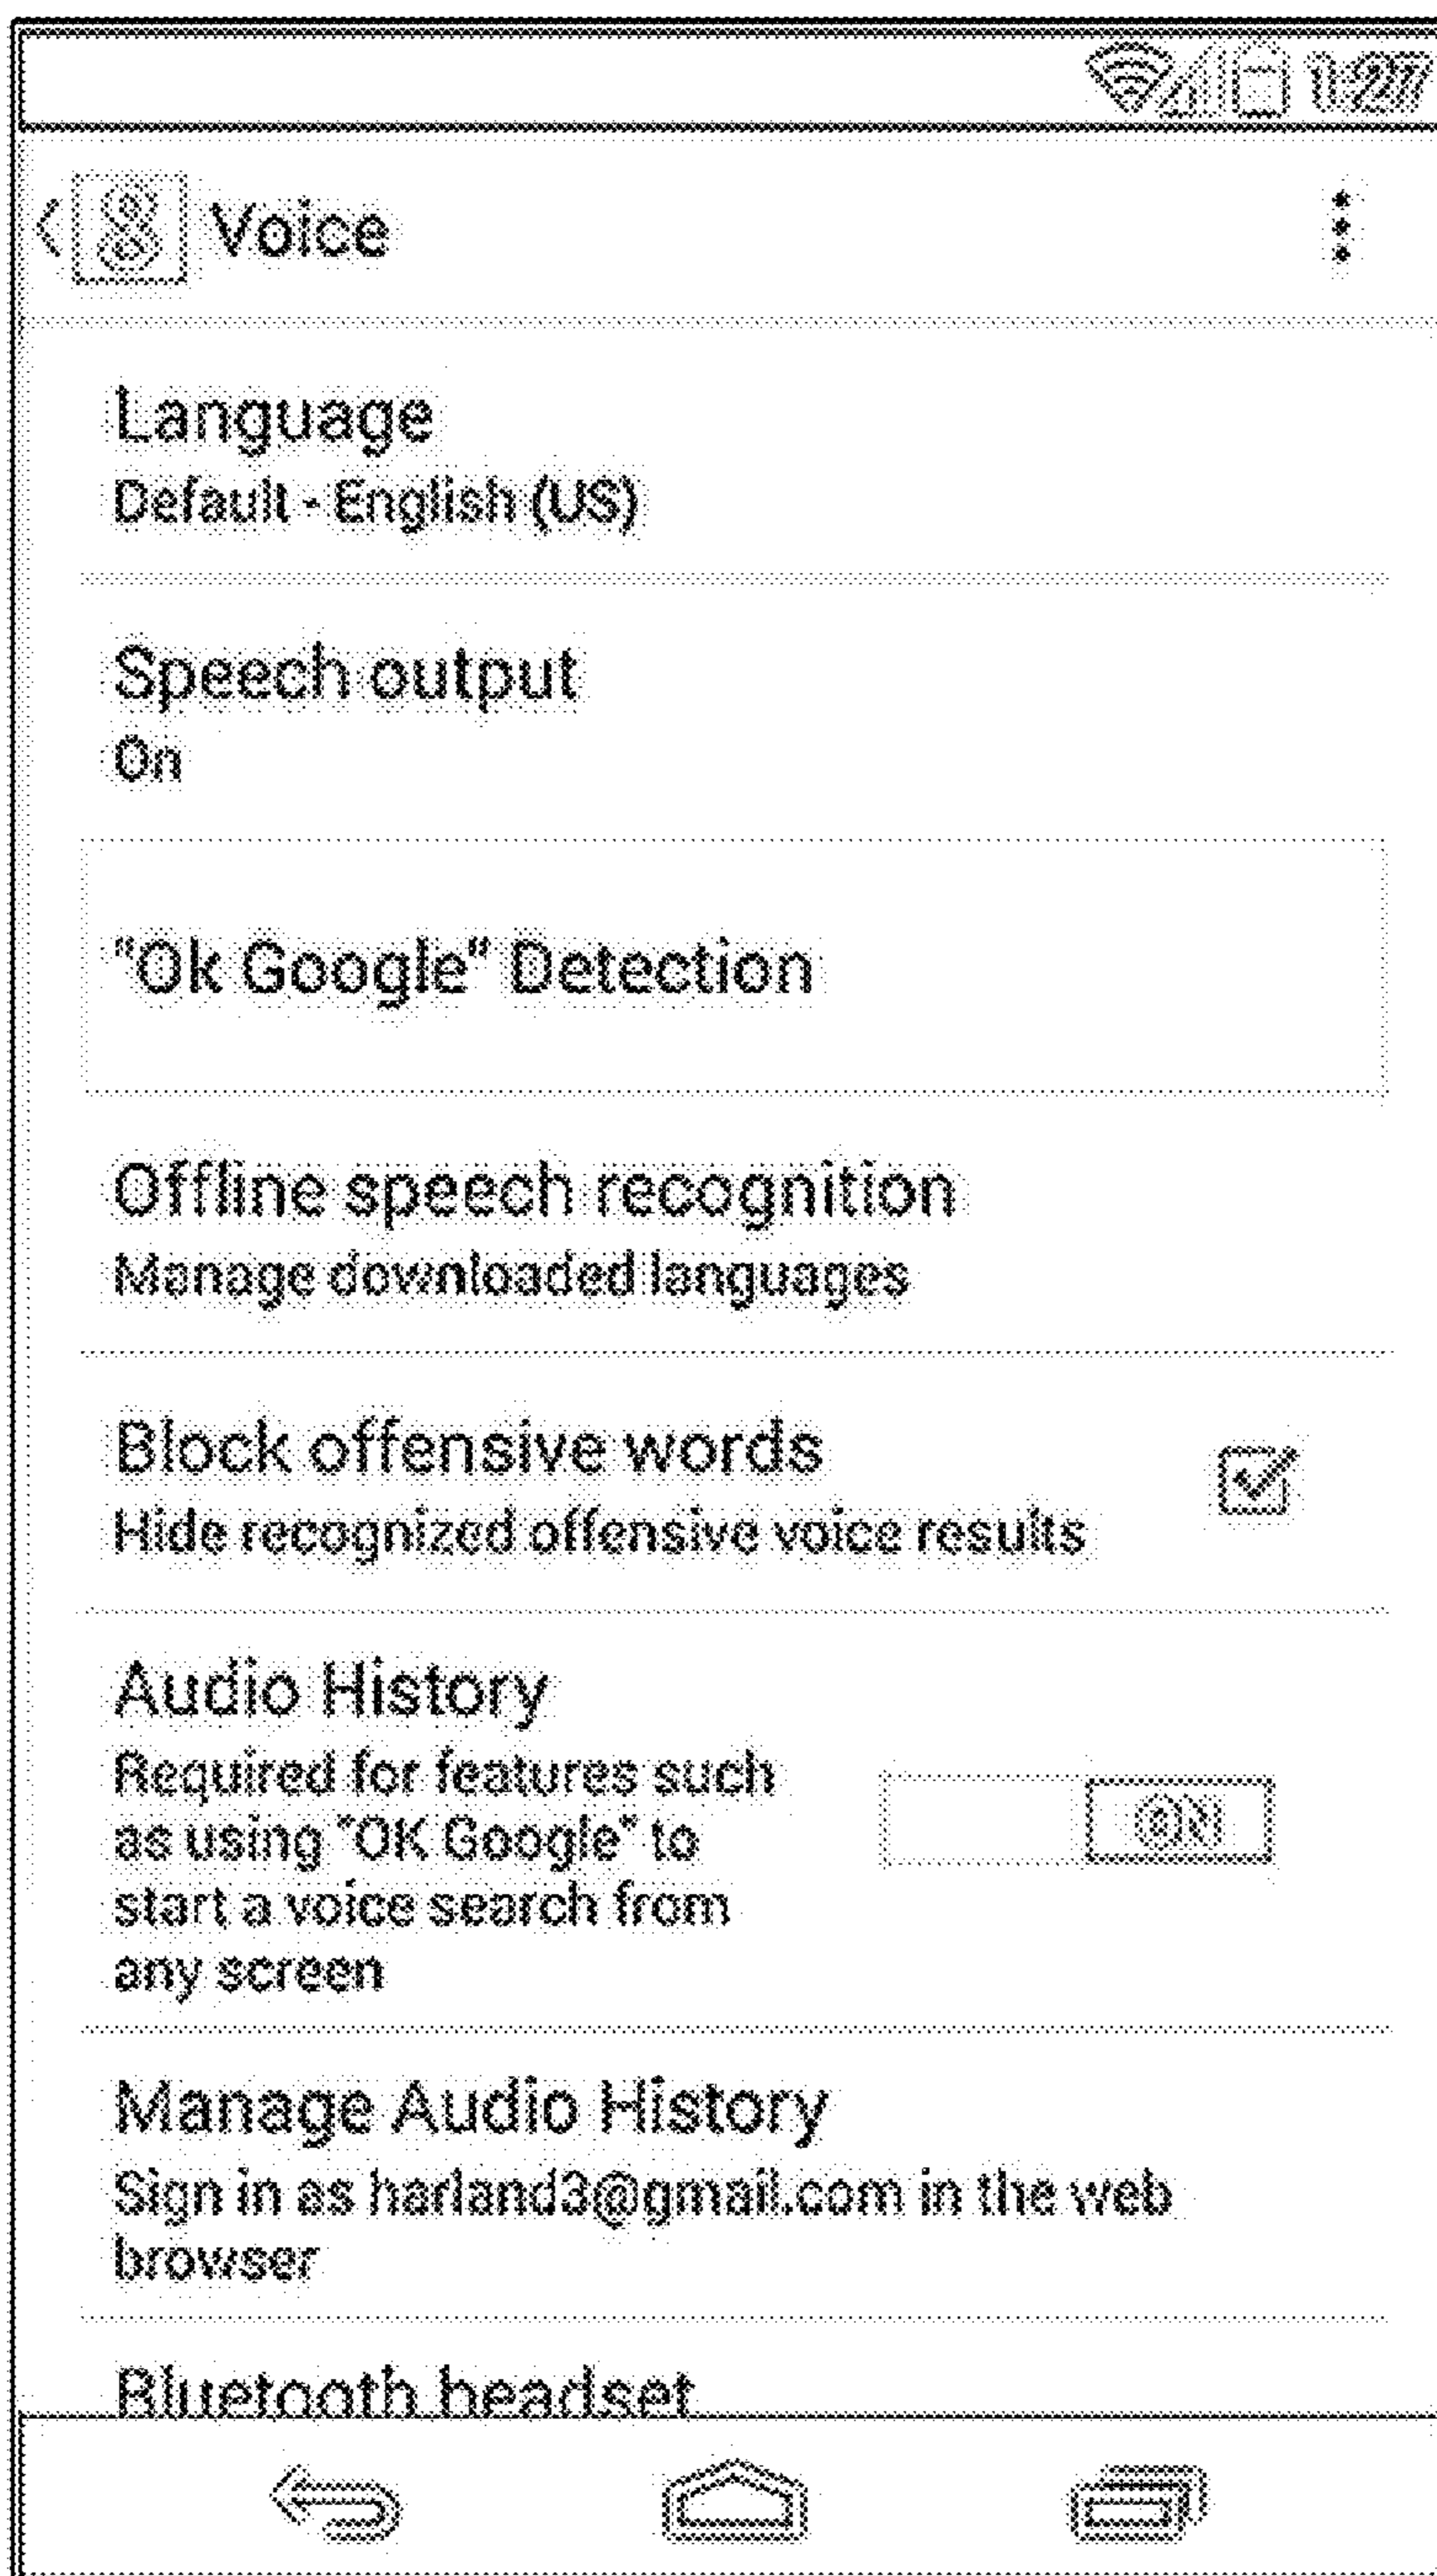 1:27
8 Voice
Language
Default - English (US)
Speech output
On
"Ok Google" Detection
Offline speech recognition
Manage downloaded languages
Block offensive words
Hide recognized offensive voice results
Audio History
Required for features such
as using "OK Google" to
start a voice search from
any screen
ON
Manage Audio History
Sign in as harland3@gmail.com in the web
browser
Bluetooth headset